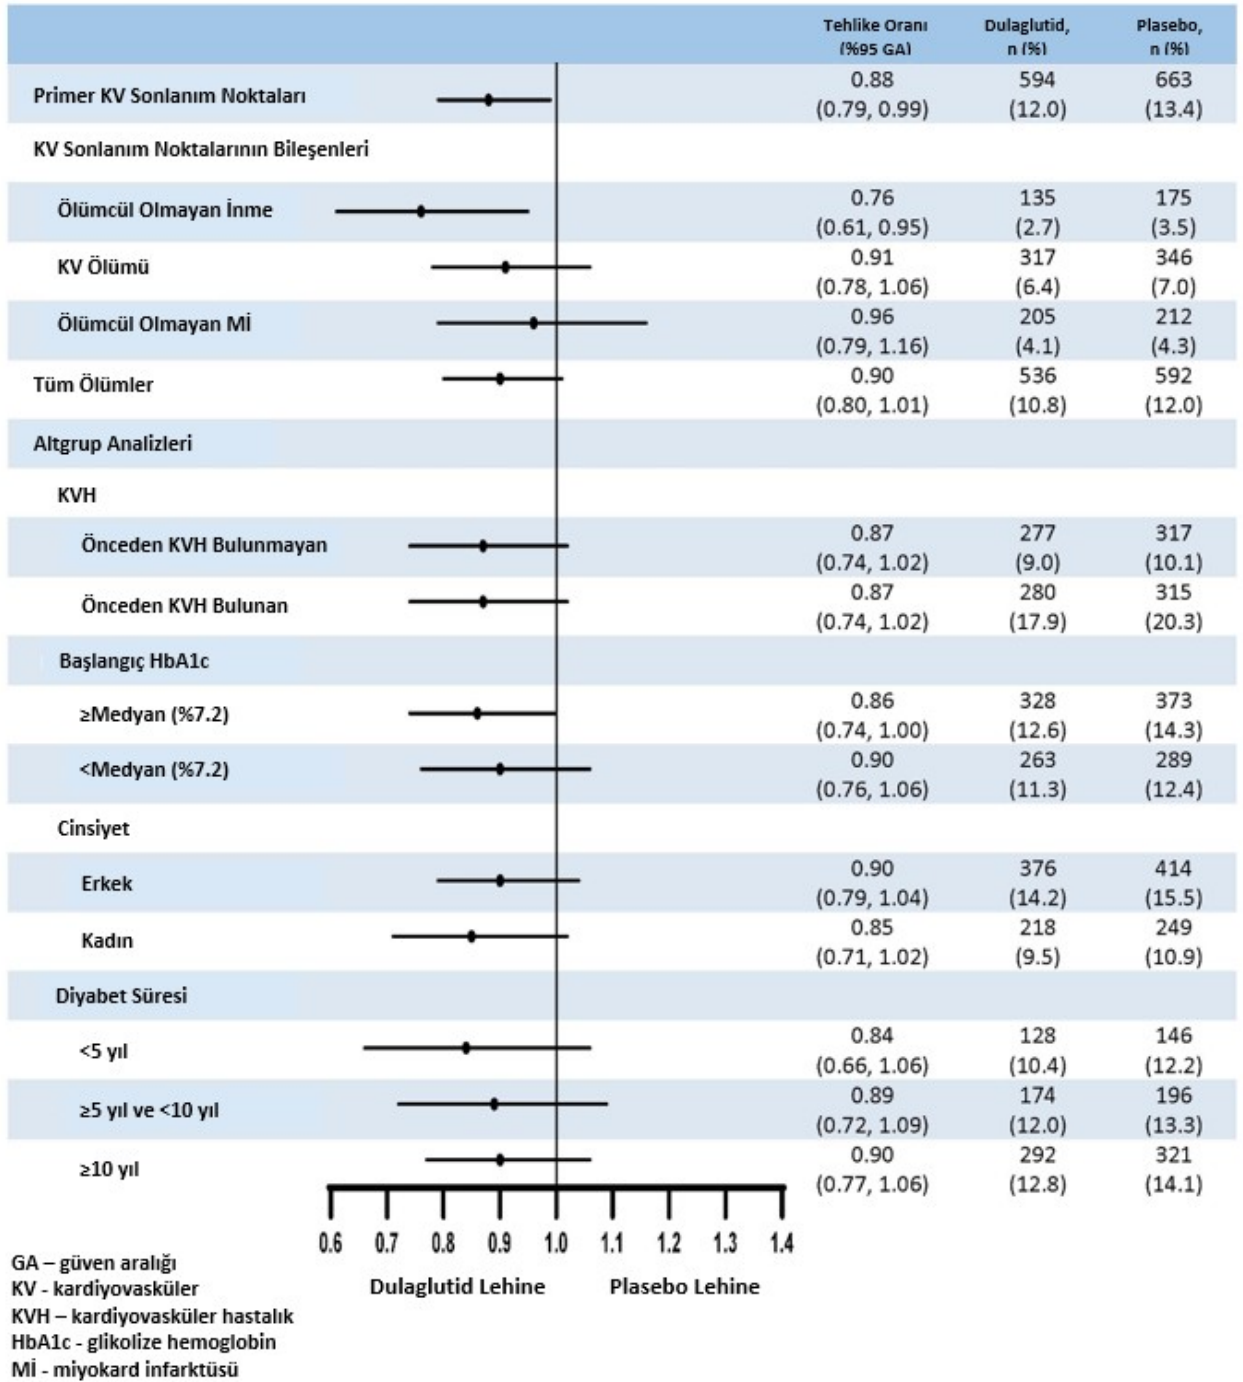 Tehlike Oranı Dulaglutid, Plasebo,
(%95 GA) n (%) n (%)
Primer KV Sonlanım Noktaları 0.88 594 663
(0.79, 0.99) (12.0) (13.4)
KV Sonlanım Noktalarının Bileşenleri
Ölümcül Olmayan İnme 0.76 135 175
(0.61, 0.95) (2.7) (3.5)
KV Ölümü 0.91 317 346
(0.78, 1.06) (6.4) (7.0)
Ölümcül Olmayan Mİ 0.96 205 212
(0.79, 1.16) (4.1) (4.3)
Tüm Ölümler 0.90 536 592
(0.80, 1.01) (10.8) (12.0)
Altgrup Analizleri
KVH
Önceden KVH Bulunmayan 0.87 277 317
(0.74, 1.02) (9.0) (10.1)
Önceden KVH Bulunan 0.87 280 315
(0.74, 1.02) (17.9) (20.3)
Başlangıç HbA1c
≥Medyan (%7.2) 0.86 328 373
(0.74, 1.00) (12.6) (14.3)
<Medyan (%7.2) 0.90 263 289
(0.76, 1.06) (11.3) (12.4)
Cinsiyet
Erkek 0.90 376 414
(0.79, 1.04) (14.2) (15.5)
Kadın 0.85 218 249
(0.71, 1.02) (9.5) (10.9)
Diyabet Süresi
<5 yıl 0.84 128 146
(0.66, 1.06) (10.4) (12.2)
≥5 yıl ve <10 yıl 0.89 174 196
(0.72, 1.09) (12.0) (13.3)
≥10 yıl 0.90 292 321
(0.77, 1.06) (12.8) (14.1)
0.6 0.7 0.8 0.9 1.0 1.1 1.2 1.3 1.4
Dulaglutid Lehine Plasebo Lehine
GA – güven aralığı
KV - kardiyovasküler
KVH – kardiyovasküler hastalık
HbA1c - glikolize hemoglobin
Mİ - miyokard infarktüsü